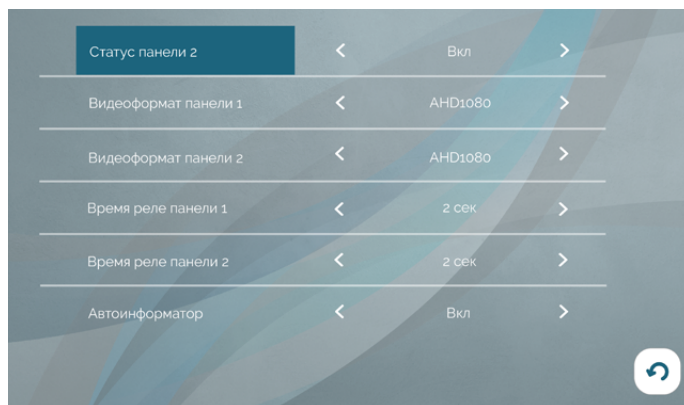 Статус панели 2 Вкл
Видеоформат панели 1 AHD1080
Видеоформат панели 2 AHD1080
Время реле панели 1 2 сек
Время реле панели 2 2 сек
Автоинформатор Вкл